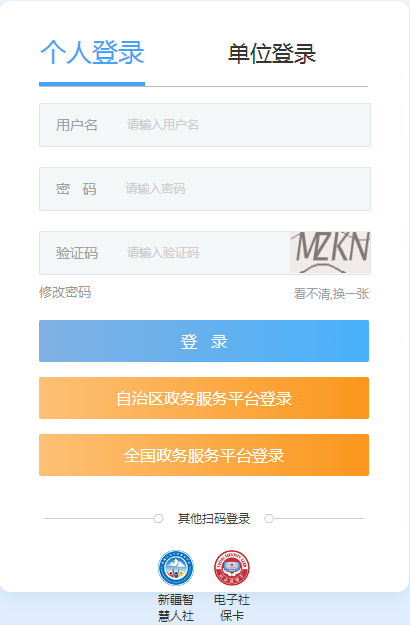 个人登录 单位登录
用户名 请输入用户名
密 码 请输入密码
验证码 请输入验证码 MZKN
修改密码 看不清,换一张
登 录
自治区政务服务平台登录
全国政务服务平台登录
其他扫码登录
新疆智 电子社
慧人社 保卡